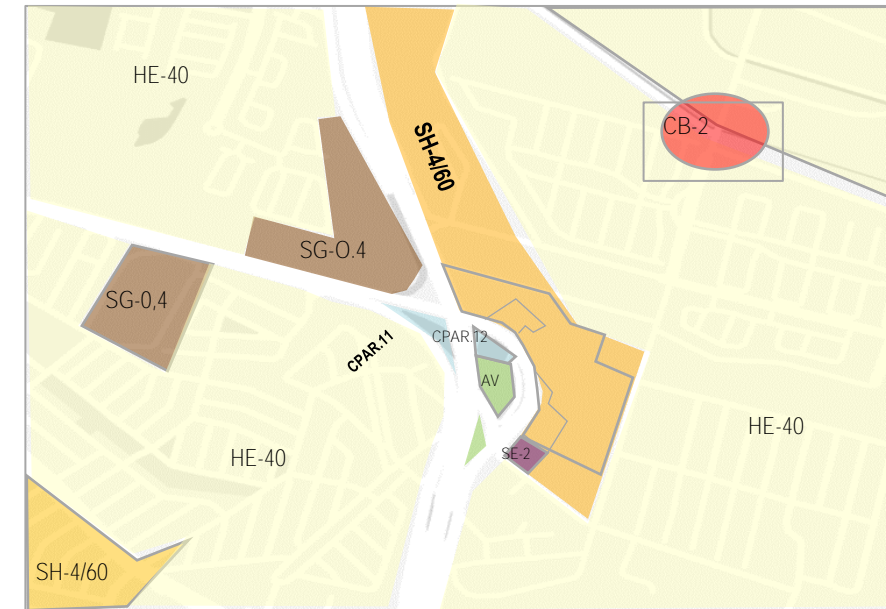 HE-40
CB-2
SH-4/60
SG-O.4
SG-0,4
CPAR.12
CPAR.11
AV
HE-40
SE-2
HE-40
SH-4/60